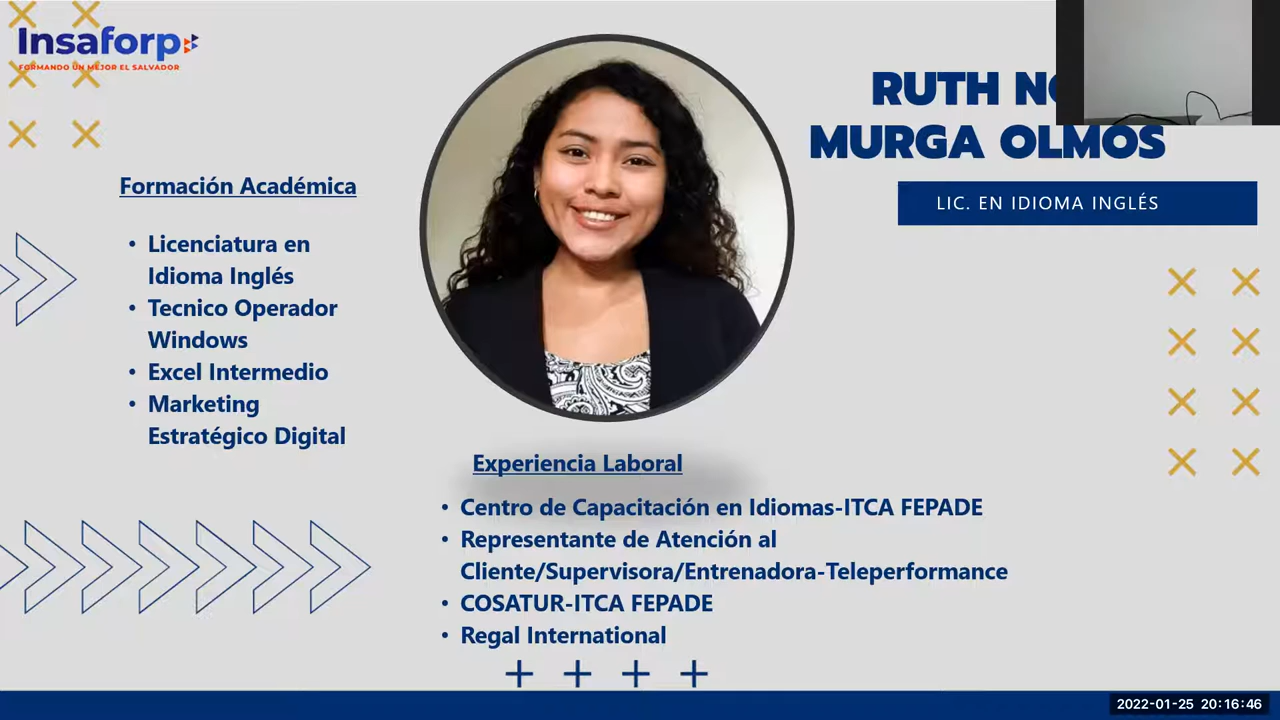 Insaforp
FORMANDO UN MEJOR EL SALVADOR
RUTH
MURGA OLMOS
LIC. EN IDIOMA INGLÉS
Formación Académica
• Licenciatura en
Idioma Inglés
• Tecnico Operador
Windows
• Excel Intermedio
• Marketing
Estratégico Digital
Experiencia Laboral
• Centro de Capacitación en Idiomas-ITCA FEPADE
• Representante de Atención al
Cliente/Supervisora/Entrenadora-Teleperformance
• COSATUR-ITCA FEPADE
• Regal International
2022-01-25 20:16:46